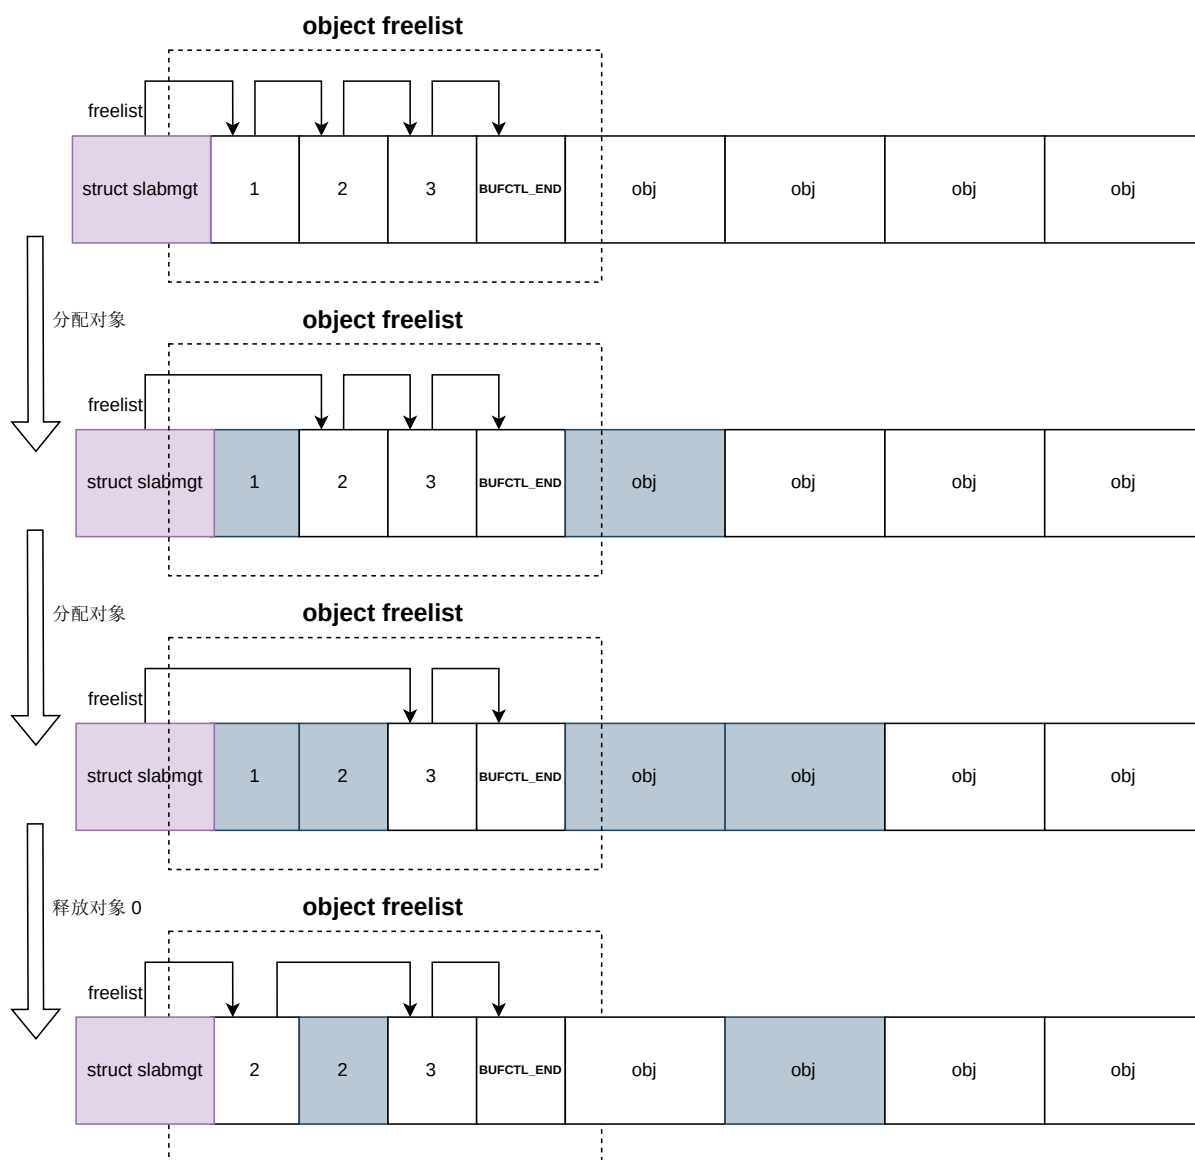 object freelist
freelist
struct slabmgt 1 2 3 BUFCTL_END obj obj obj obj
分配对象
object freelist
freelist
struct slabmgt 1 2 3 BUFCTL_END obj obj obj obj
分配对象
object freelist
freelist
struct slabmgt 1 2 3 BUFCTL_END obj obj obj obj
释放对象 0
object freelist
freelist
struct slabmgt 2 2 3 BUFCTL_END obj obj obj obj